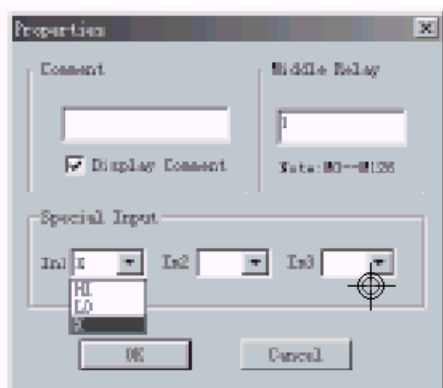 Properties
Comment
Middle Relay
1
Display Comment
Note:M0--M126
Special Input
In1 X In2 In3
HI
LO
X
OK Cancel